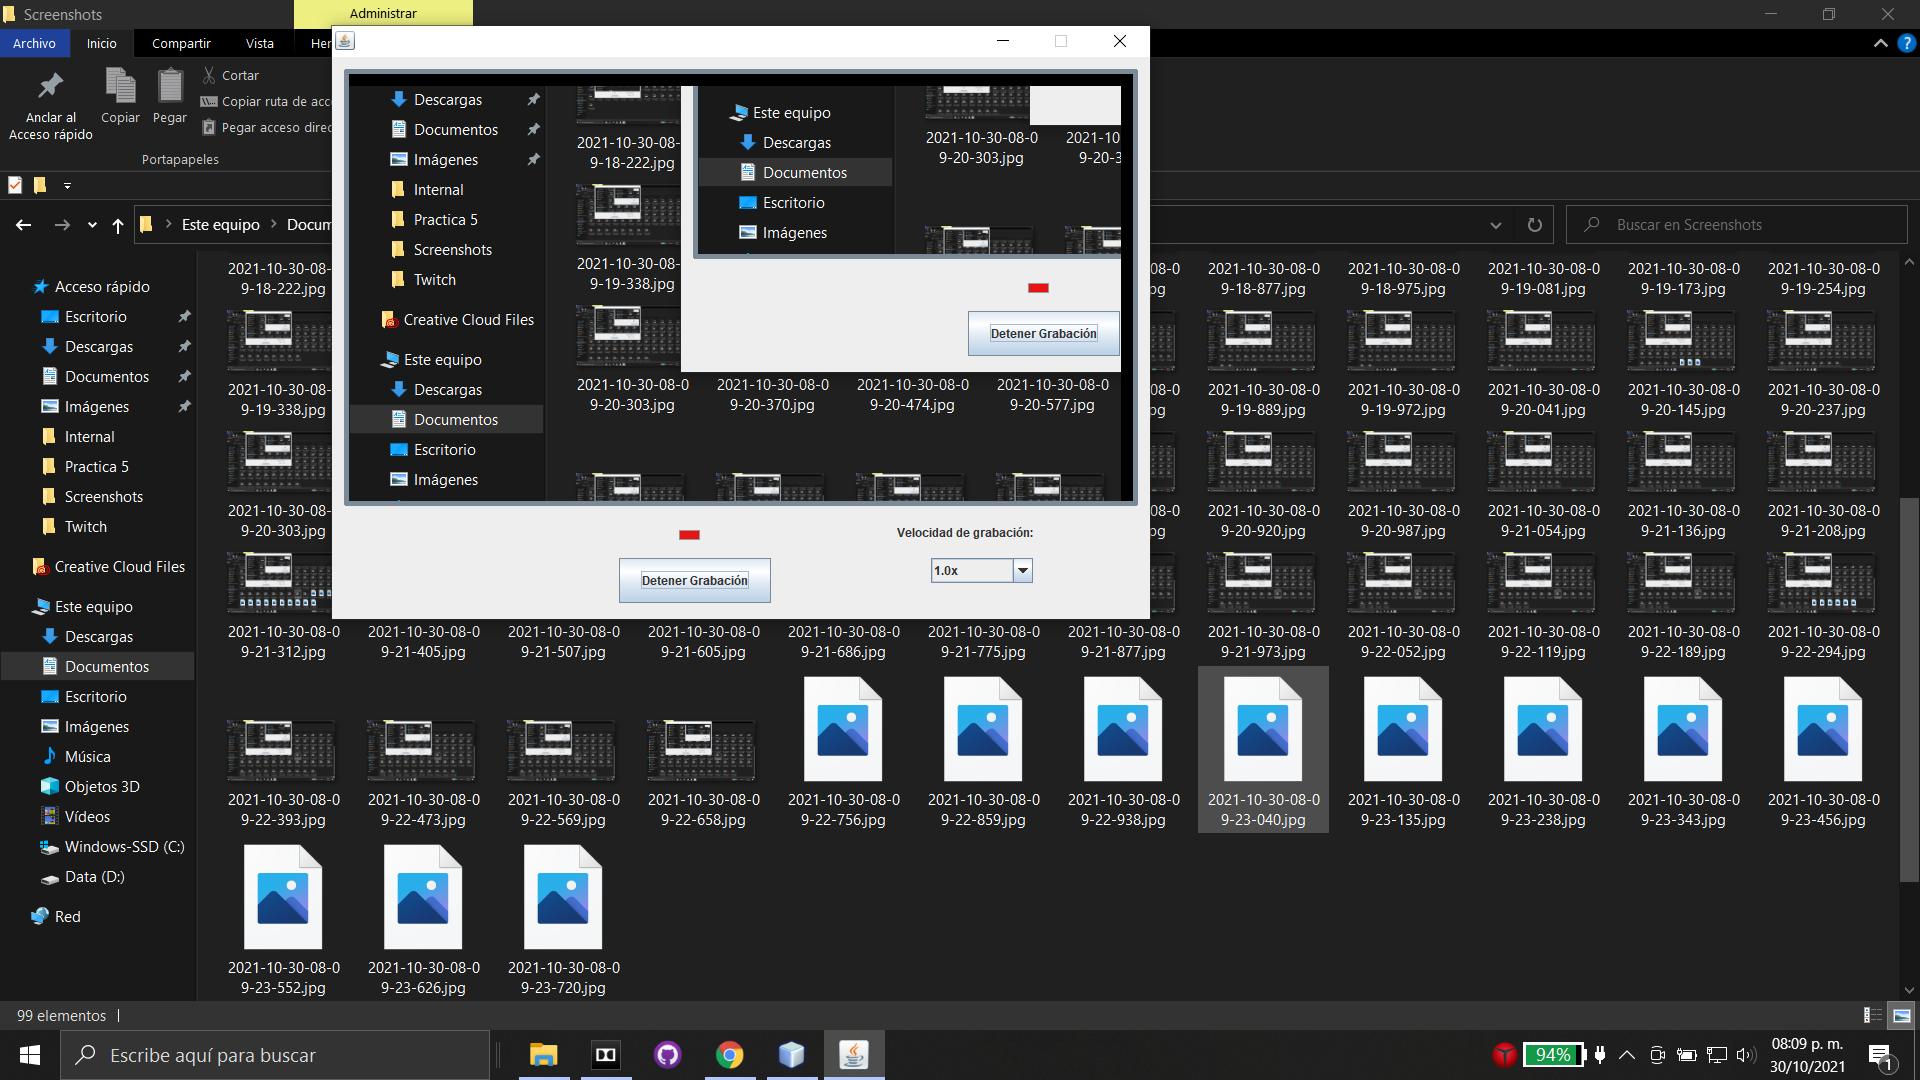 Screenshots
Administrar
Archivo
Inicio
Compartir
Vista
Her
Anclar al
Acceso rápido
Copiar
Pegar
Cortar
Copiar ruta de acc
Pegar acceso direc
Portapapeles
Este equipo
Docum
Buscar en Screenshots
Acceso rápido
Escritorio
Descargas
Documentos
Imágenes
Internal
Practica 5
Screenshots
Twitch
Creative Cloud Files
Este equipo
Descargas
Documentos
Escritorio
Imágenes
Música
Objetos 3D
Vídeos
Windows-SSD (C:)
Data (D:)
Red
Descargas
Documentos
Imágenes
Internal
Practica 5
Screenshots
Twitch
Creative Cloud Files
Este equipo
Descargas
Documentos
Escritorio
Imágenes
2021-10-30-08-
9-18-222.jpg
2021-10-30-08-
9-19-338.jpg
2021-10-30-08-0
9-20-303.jpg
2021-10-30-08-0
9-20-370.jpg
2021-10-30-08-0
9-20-474.jpg
2021-10-30-08-0
9-20-577.jpg
Este equipo
Descargas
Documentos
Escritorio
Imágenes
2021-10-30-08-0
9-20-303.jpg
2021-10
9-20-3
Detener Grabación
Detener Grabación
Velocidad de grabación:
1.0x
2021-10-30-08-
9-18-222.jpg
-08-0
pg
2021-10-30-08-0
9-18-877.jpg
2021-10-30-08-0
9-18-975.jpg
2021-10-30-08-0
9-19-081.jpg
2021-10-30-08-0
9-19-173.jpg
2021-10-30-08-0
9-19-254.jpg
2021-10-30-08-
9-19-338.jpg
-08-0
pg
2021-10-30-08-0
9-19-889.jpg
2021-10-30-08-0
9-19-972.jpg
2021-10-30-08-0
9-20-041.jpg
2021-10-30-08-0
9-20-145.jpg
2021-10-30-08-0
9-20-237.jpg
2021-10-30-08-
9-20-303.jpg
-08-0
pg
2021-10-30-08-0
9-20-920.jpg
2021-10-30-08-0
9-20-987.jpg
2021-10-30-08-0
9-21-054.jpg
2021-10-30-08-0
9-21-136.jpg
2021-10-30-08-0
9-21-208.jpg
2021-10-30-08-0
9-21-312.jpg
2021-10-30-08-0
9-21-405.jpg
2021-10-30-08-0
9-21-507.jpg
2021-10-30-08-0
9-21-605.jpg
2021-10-30-08-0
9-21-686.jpg
2021-10-30-08-0
9-21-775.jpg
2021-10-30-08-0
9-21-877.jpg
2021-10-30-08-0
9-21-973.jpg
2021-10-30-08-0
9-22-052.jpg
2021-10-30-08-0
9-22-119.jpg
2021-10-30-08-0
9-22-189.jpg
2021-10-30-08-0
9-22-294.jpg
2021-10-30-08-0
9-22-393.jpg
2021-10-30-08-0
9-22-473.jpg
2021-10-30-08-0
9-22-569.jpg
2021-10-30-08-0
9-22-658.jpg
2021-10-30-08-0
9-22-756.jpg
2021-10-30-08-0
9-22-859.jpg
2021-10-30-08-0
9-22-938.jpg
2021-10-30-08-0
9-23-040.jpg
2021-10-30-08-0
9-23-135.jpg
2021-10-30-08-0
9-23-238.jpg
2021-10-30-08-0
9-23-343.jpg
2021-10-30-08-0
9-23-456.jpg
2021-10-30-08-0
9-23-552.jpg
2021-10-30-08-0
9-23-626.jpg
2021-10-30-08-0
9-23-720.jpg
99 elementos
Escribe aquí para buscar
94%
08:09 p. m.
30/10/2021
1